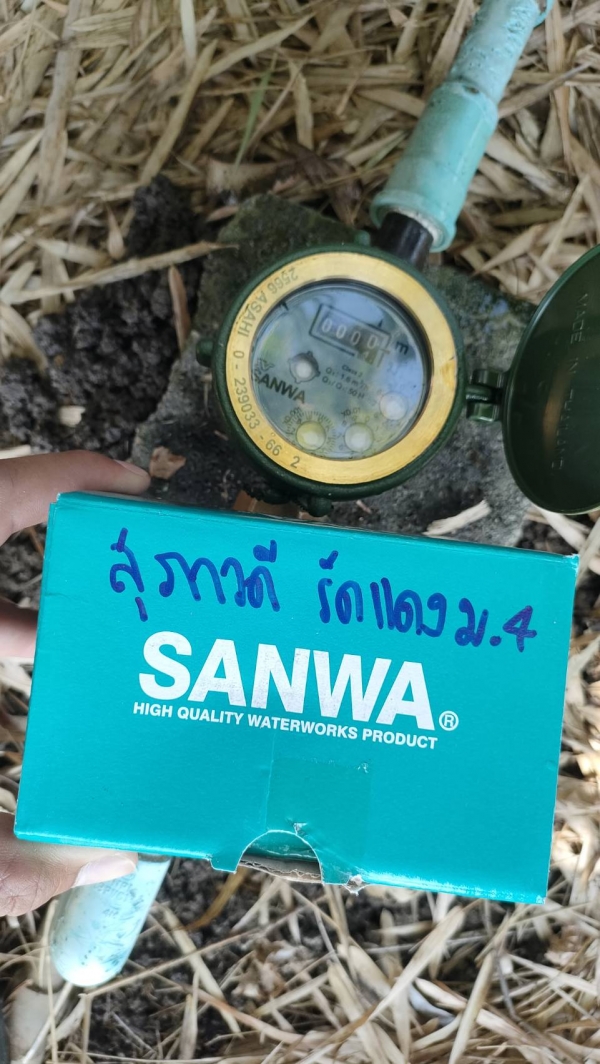 2566 ASAHI 0 - 239033 - 66 2
0000
m
SANWA
MADE IN THAILAND
สุภาวดี รัดแดง ม.4
SANWA®
HIGH QUALITY WATERWORKS PRODUCT